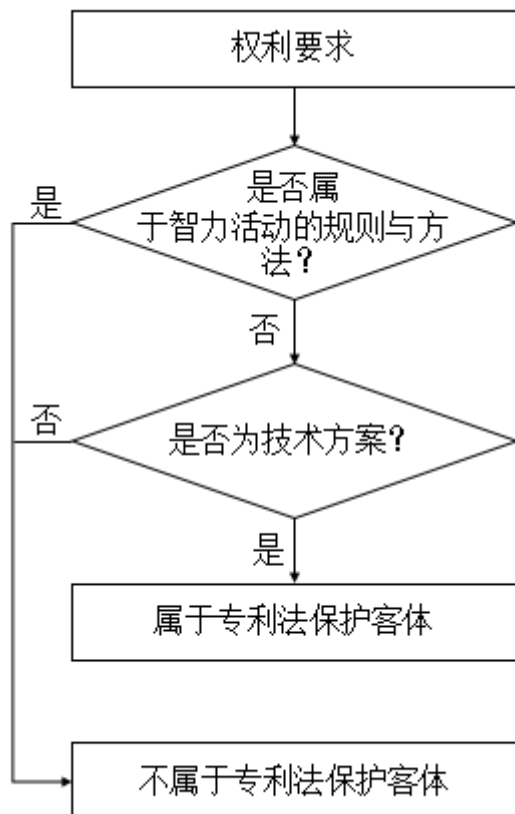 权利要求
是
是否属
于智力活动的规则与方
法？
否
否
是否为技术方案？
是
属于专利法保护客体
不属于专利法保护客体